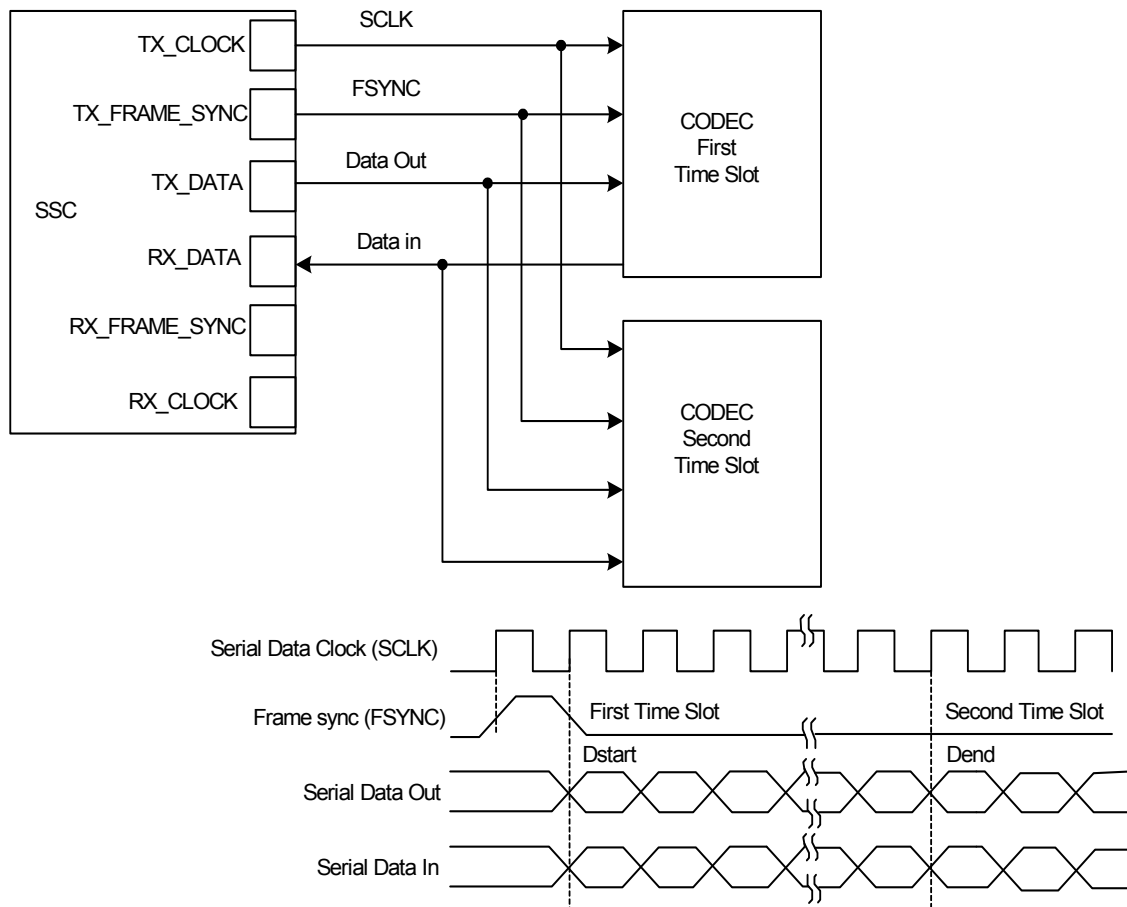 SCLK
TX_CLOCK
FSYNC
TX_FRAME_SYNC
CODEC
First
Time Slot
Data Out
TX_DATA
SSC
Data in
RX_DATA
RX_FRAME_SYNC
RX_CLOCK
CODEC
Second
Time Slot
Serial Data Clock (SCLK)
Frame sync (FSYNC)
First Time Slot
Second Time Slot
Dstart
Dend
Serial Data Out
Serial Data In